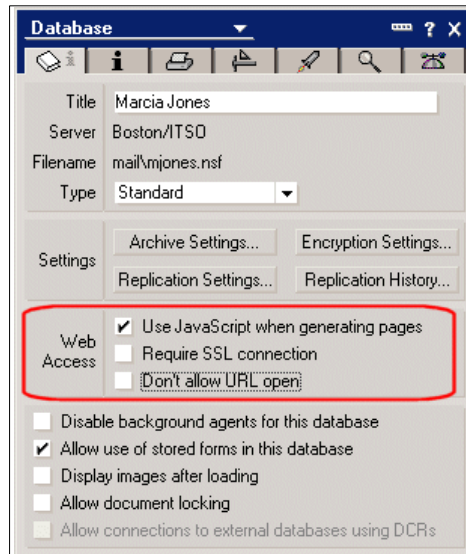 Database ? X
i i
Title Marcia Jones
Server Boston/ITSO
Filename mail\mjones.nsf
Type Standard
Archive Settings... Encryption Settings...
Settings
Replication Settings... Replication History...
Use JavaScript when generating pages
Web Access
Require SSL connection
Don't allow URL open
Disable background agents for this database
Allow use of stored forms in this database
Display images after loading
Allow document locking
Allow connections to external databases using DCRs